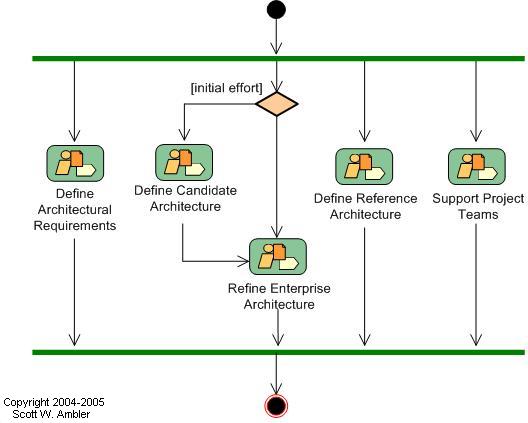 [initial effort]
Define
Architectural
Requirements
Define Candidate
Architecture
Define Reference
Architecture
Support Project
Teams
Refine Enterprise
Architecture
Copyright 2004-2005
Scott W. Ambler